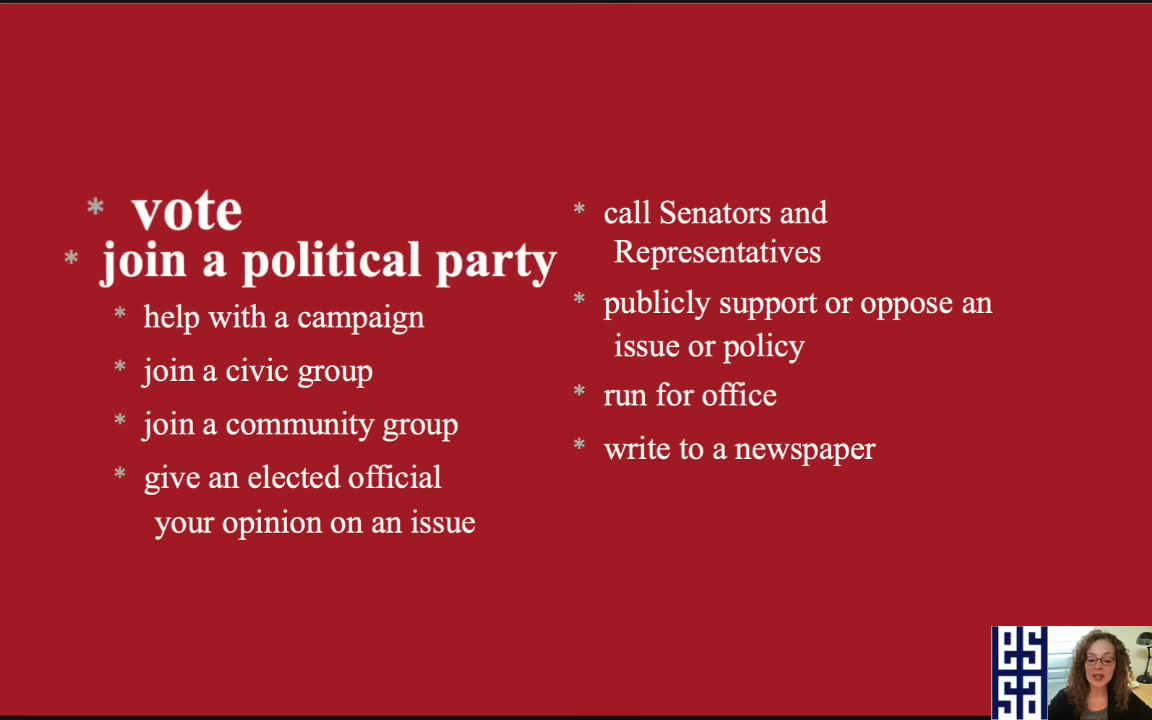 * vote
* join a political party
* help with a campaign
* join a civic group
* join a community group
* give an elected official
your opinion on an issue
* call Senators and
Representatives
* publicly support or oppose an
issue or policy
* run for office
* write to a newspaper